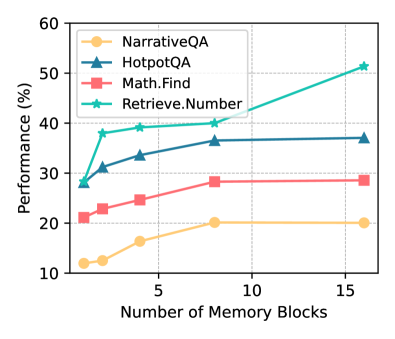 60
50
40
30
20
10
Performance (%)
NarrativeQA
HotpotQA
Math.Find
Retrieve.Number
5
10
15
Number of Memory Blocks